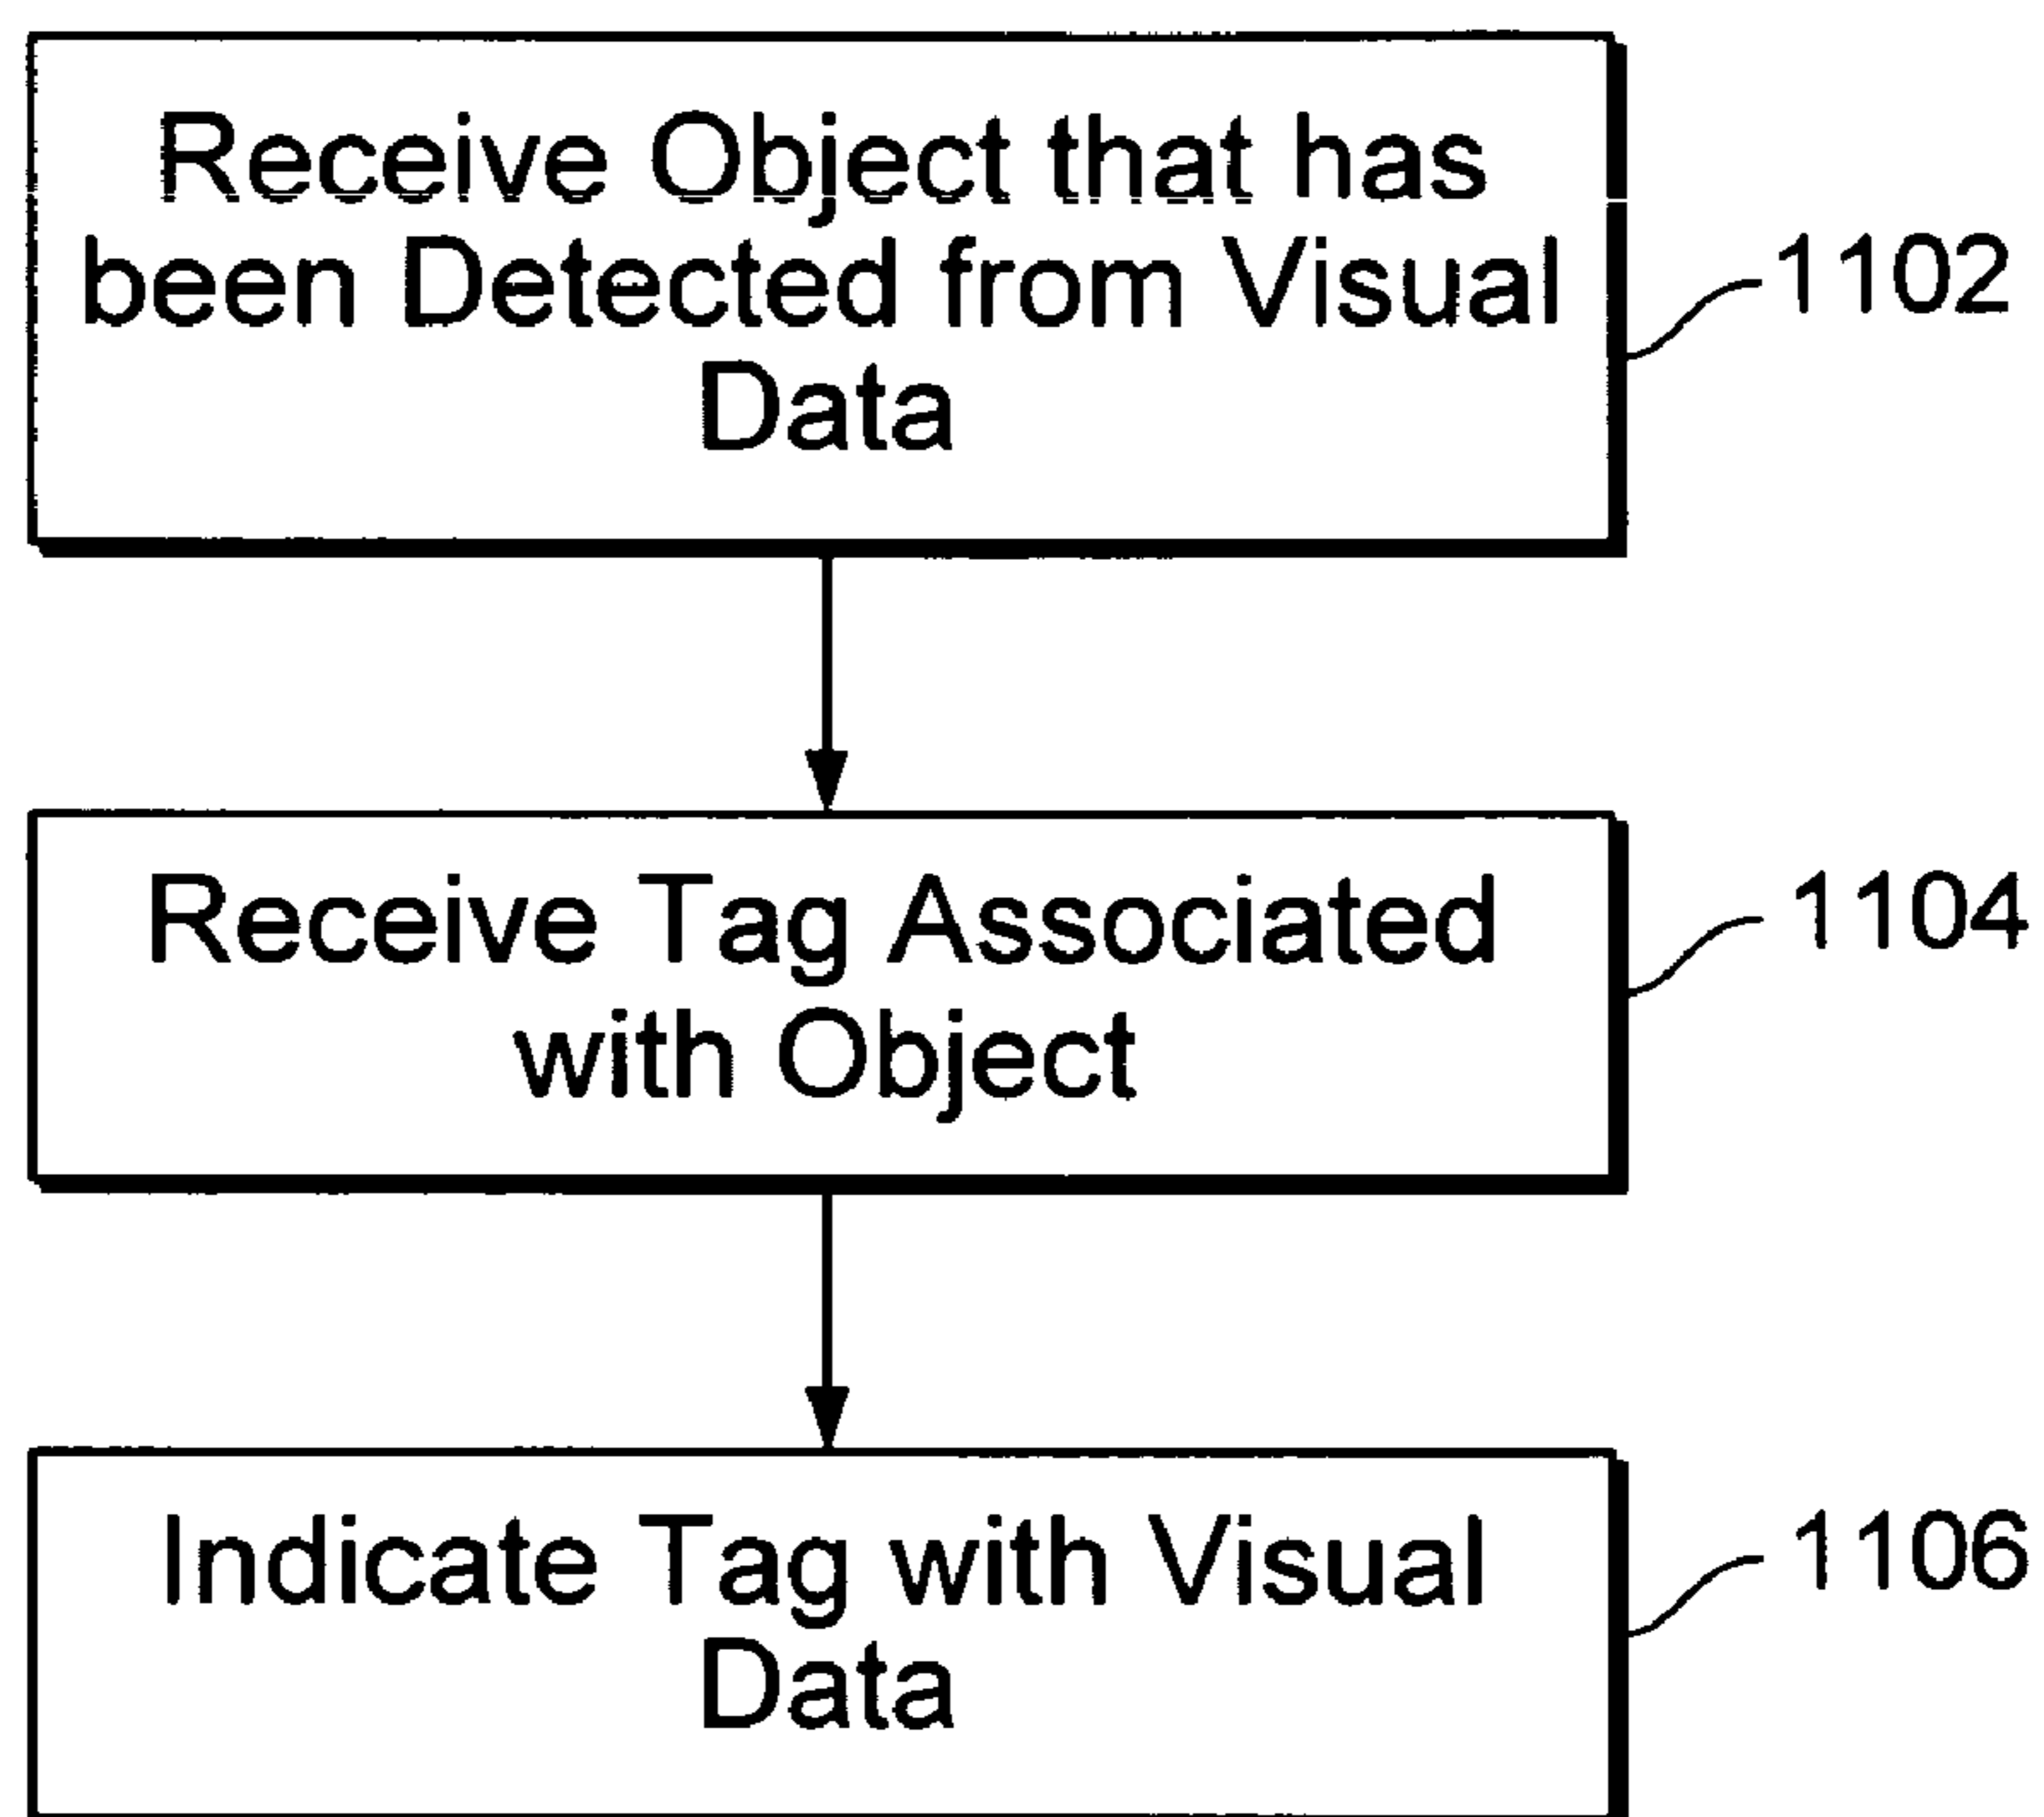 Receive Object that has
been Detected from Visual
Data
1102
Receive Tag Associated
with Object
1104
Indicate Tag with Visual
Data
1106